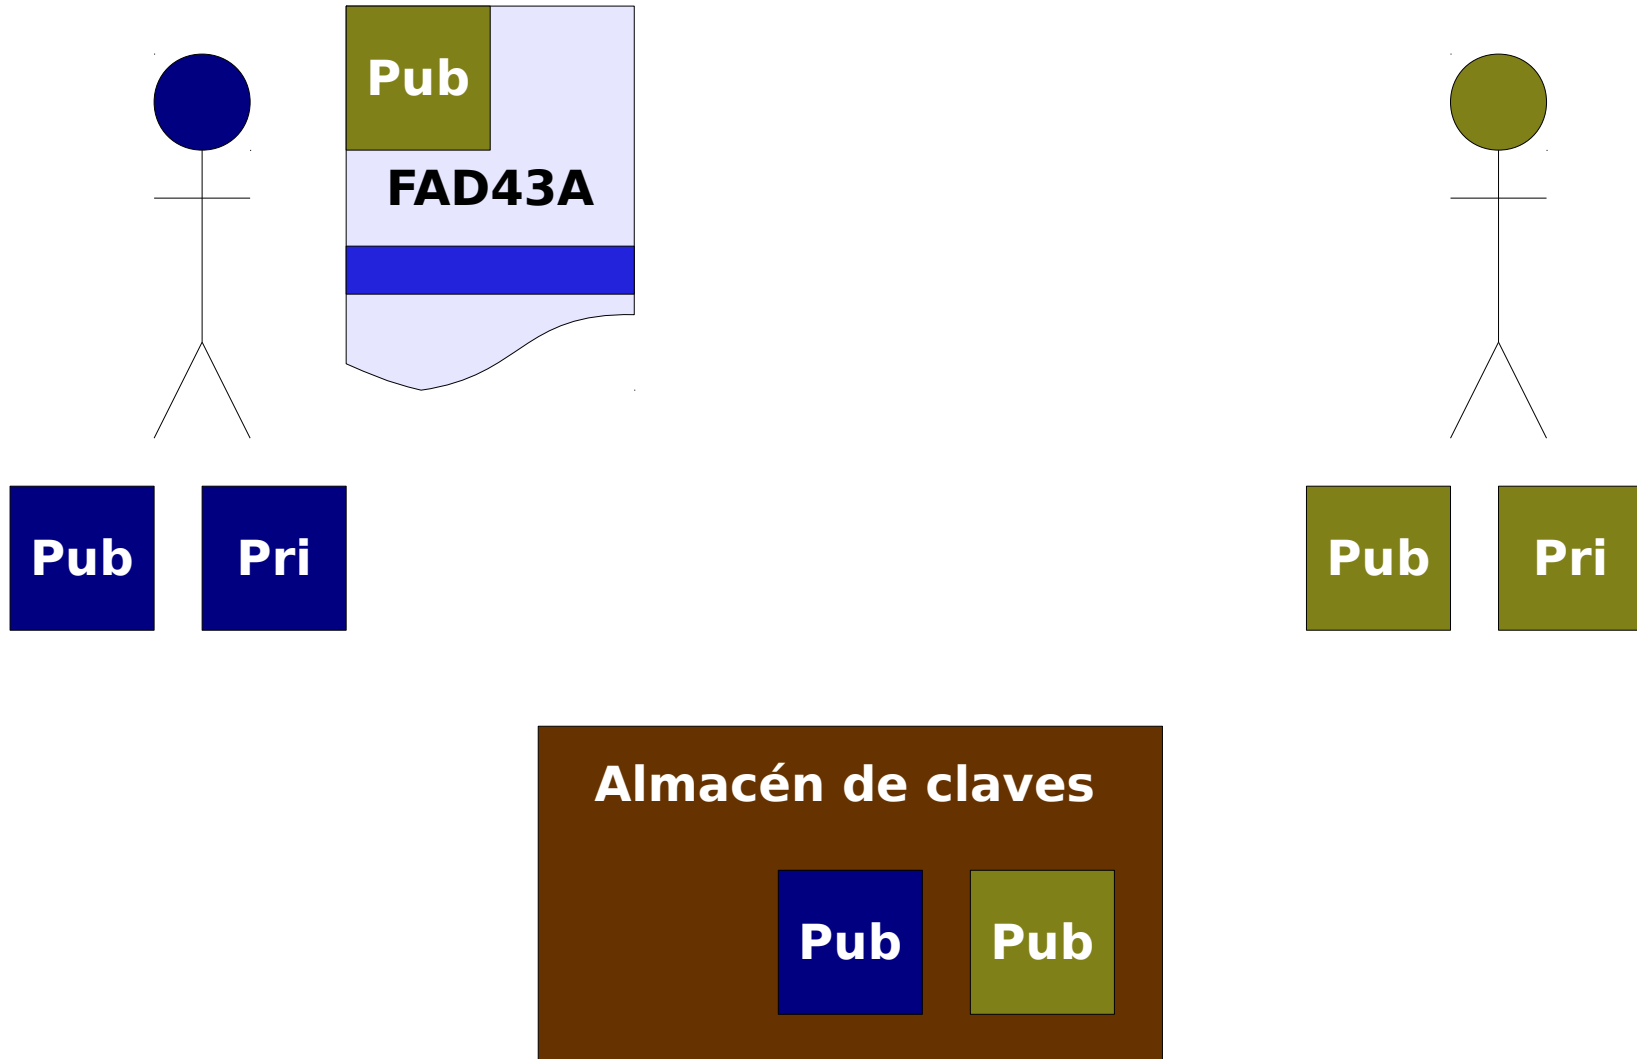 Pub
FAD43A
Pub
Pri
Pub
Pri
Almacén de claves
Pub
Pub